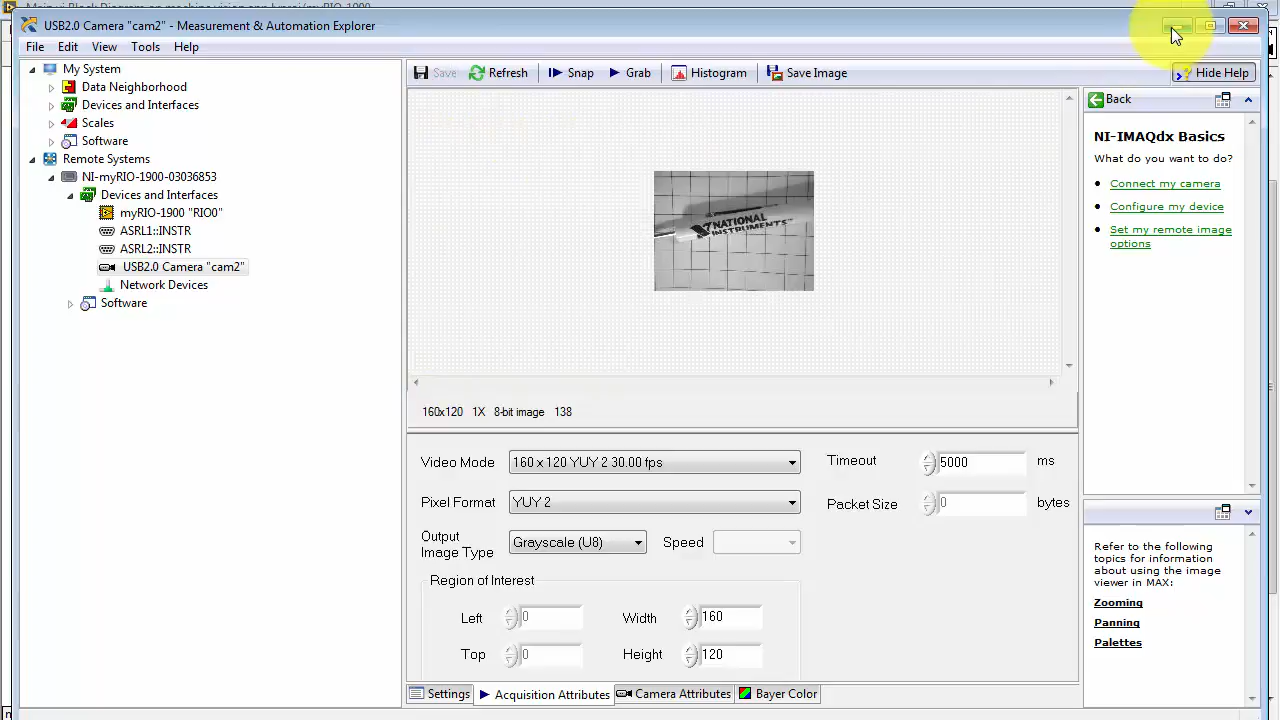 USB2.0 Camera "cam2" - Measurement & Automation Explorer
File Edit View Tools Help
My System
Data Neighborhood
Devices and Interfaces
Scales
Software
Remote Systems
NI-myRIO-1900-03036853
Devices and Interfaces
myRIO-1900 "RIO0"
ASRL1::INSTR
ASRL2::INSTR
USB2.0 Camera "cam2"
Network Devices
Software
Save Refresh Snap Grab Histogram Save Image Hide Help
NATIONAL
INSTRUMENTS
160x120 1X 8-bit image 138
Video Mode 160 x 120 YUY 2 30.00 fps
Timeout 5000 ms
Pixel Format YUY 2
Packet Size 0 bytes
Output
Image Type Grayscale (U8) Speed
Region of Interest
Left 0 Width 160
Top 0 Height 120
Settings Acquisition Attributes Camera Attributes Bayer Color
Back
NI-IMAQdx Basics
What do you want to do?
Connect my camera
Configure my device
Set my remote image
options
Refer to the following
topics for information
about using the image
viewer in MAX:
Zooming
Panning
Palettes